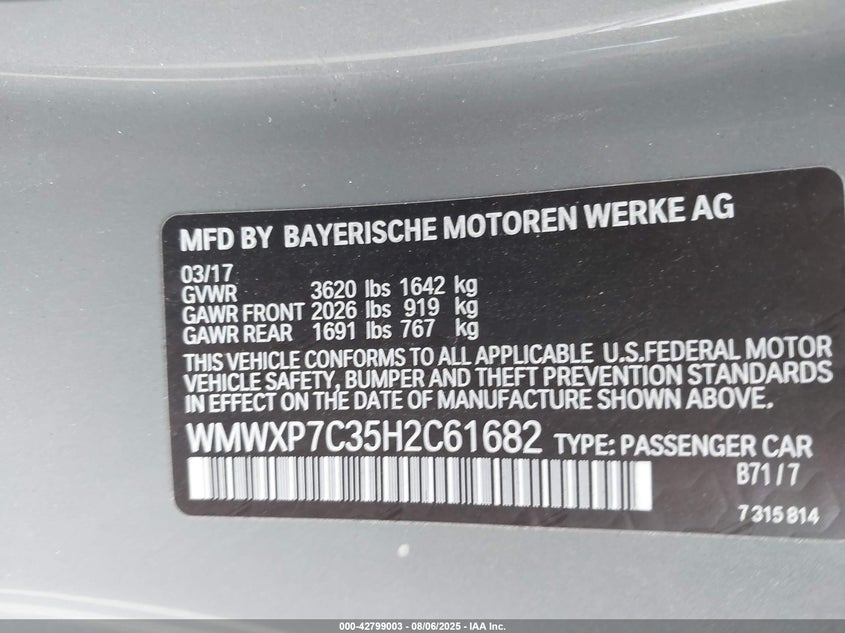 MFD BY BAYERISCHE MOTOREN WERKE AG
03/17
GVWR 3620 lbs 1642 kg
GAWR FRONT 2026 lbs 919 kg
GAWR REAR 1691 lbs 767 kg
THIS VEHICLE CONFORMS TO ALL APPLICABLE U.S.FEDERAL MOTOR
VEHICLE SAFETY, BUMPER AND THEFT PREVENTION STANDARDS
IN EFFECT ON THE DATE OF MANUFACTURE SHOWN ABOVE.
WMWXP7C35H2C61682 TYPE: PASSENGER CAR
B71/7
7315814
000-42799003 - 08/06/2025 - IAA Inc.